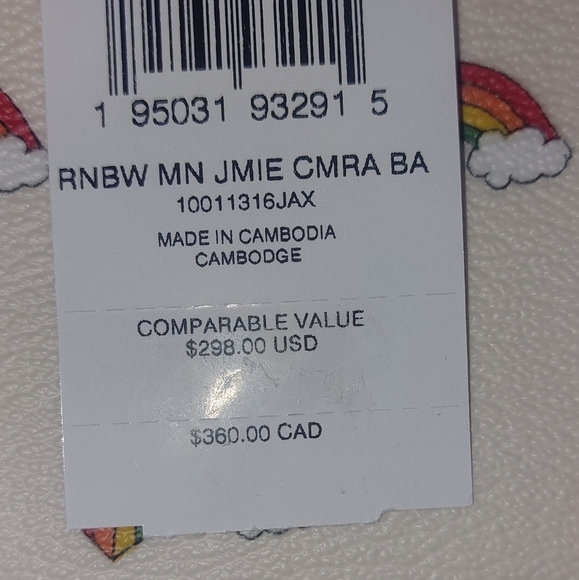 1 95031 93291 5
RNBW MN JMIE CMRA BA
10011316JAX
MADE IN CAMBODIA
CAMBODGE
COMPARABLE VALUE
$298.00 USD
$360.00 CAD